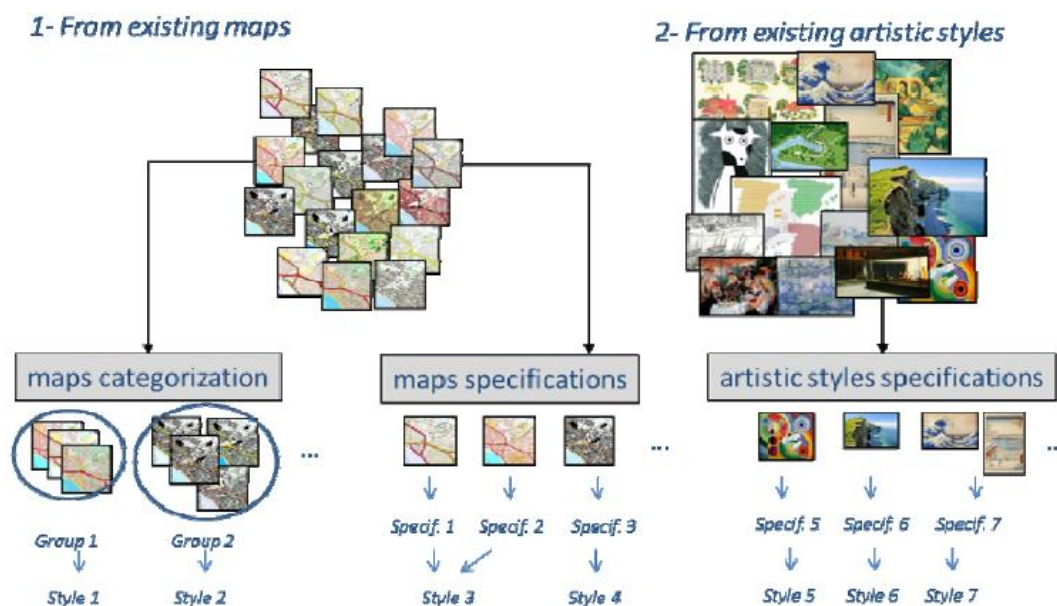 1- From existing maps
2- From existing artistic styles
maps categorization
maps specifications
artistic styles specifications
...
...
...
Specif. 1
Specif. 2
Specif. 3
Specif. 5
Specif. 6
Specif. 7
Group 1
Group 2
Style 1
Style 2
Style 3
Style 4
Style 5
Style 6
Style 7